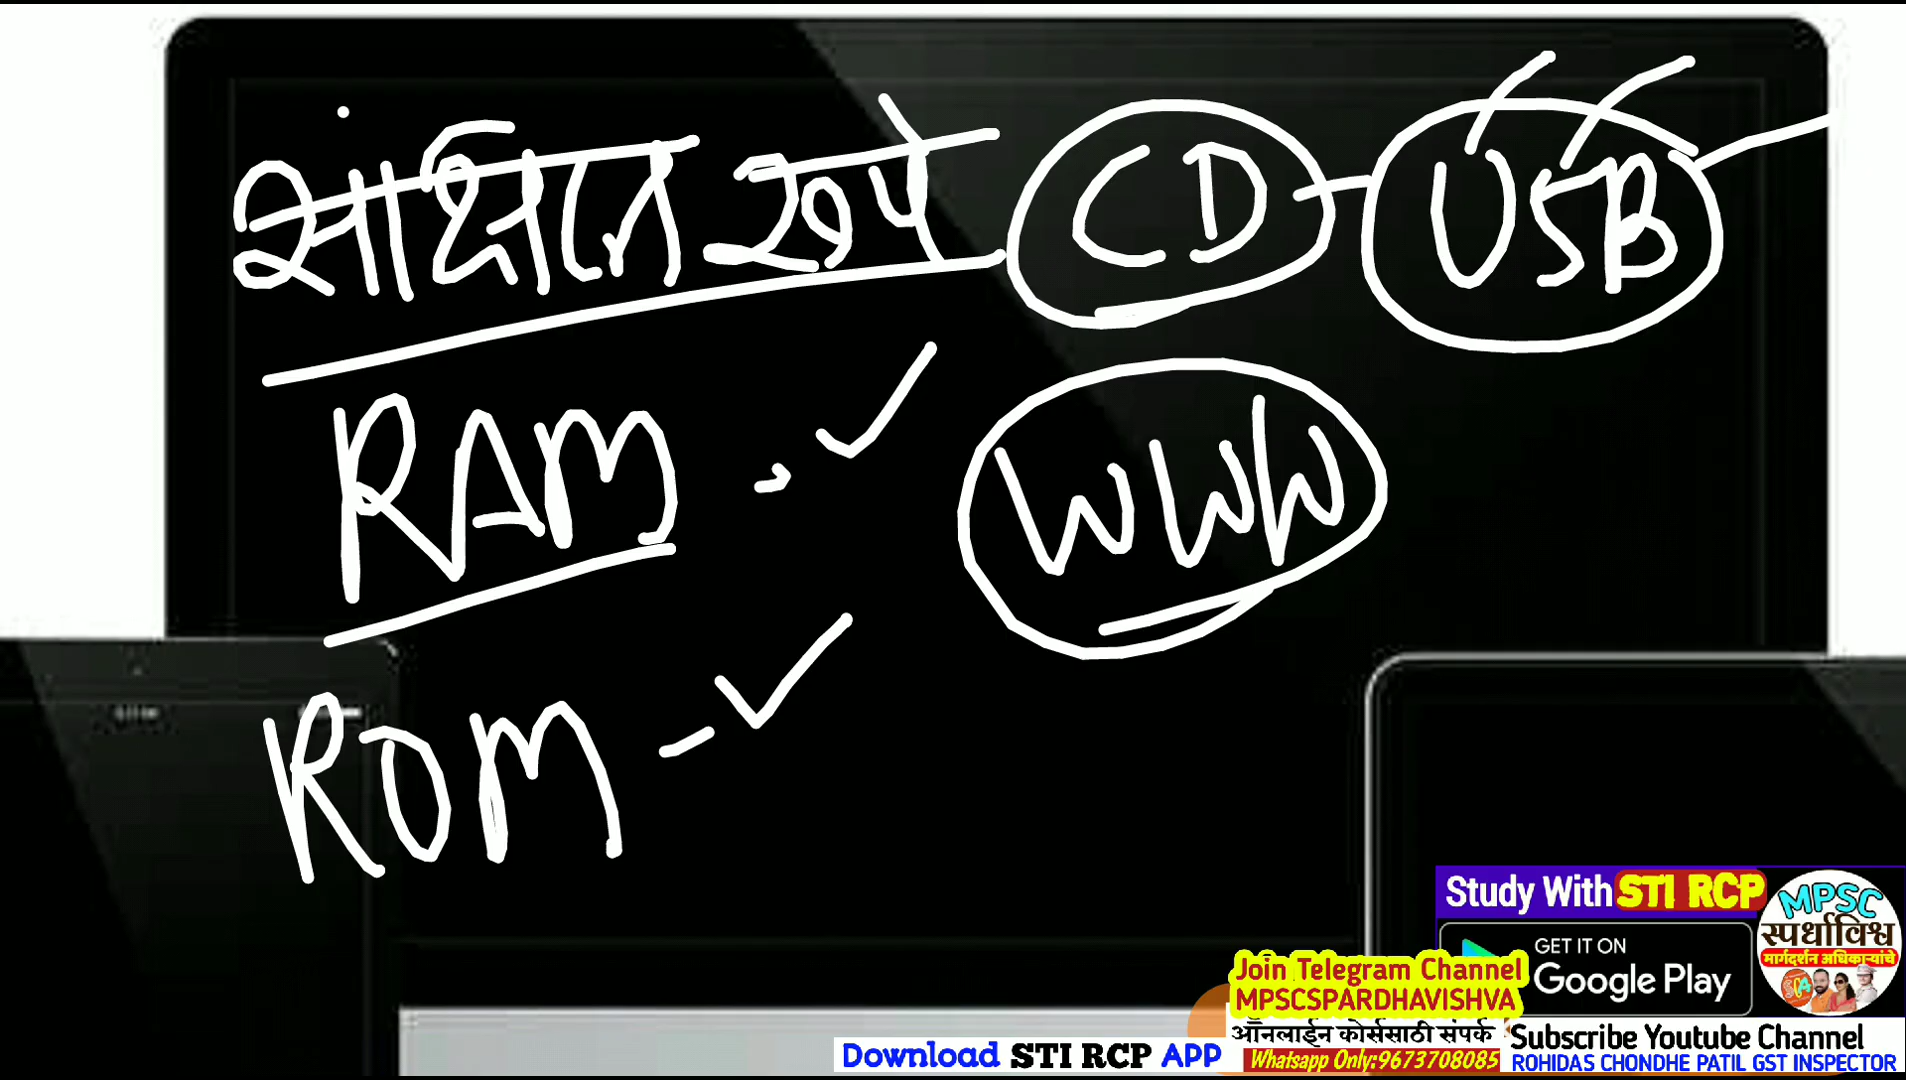 सांक्षिप्त रूपे CD USB
RAM
WWW
ROM
Study With STI RCP
GET IT ON
Google Play
MPSC
स्पर्धाविश्व
मार्गदर्शन अधिकाऱ्यांचे
Join Telegram Channel
MPSCSPARDHAVISHVA
ऑनलाईन कोर्ससाठी संपर्क
Whatsapp Only:9673708085
Download STI RCP APP
Subscribe Youtube Channel
ROHIDAS CHONDHE PATIL GST INSPECTOR